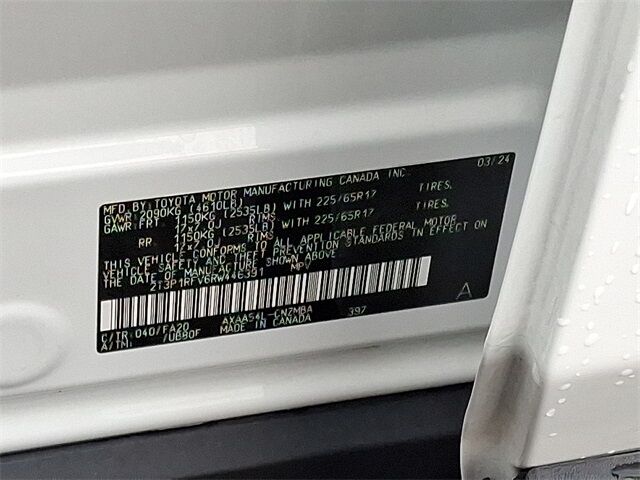 MFD.BY:TOYOTA MOTOR MANUFACTURING CANADA INC. 03/24
GVWR:2090KG (4610LB)
GAWR:FRT 1150KG (2535LB) WITH 225/65R17 TIRES,
17x7.0J RIMS,
RR 1150KG (2535LB) WITH 225/65R17 TIRES,
17x7.0J RIMS,
THIS VEHICLE CONFORMS TO ALL APPLICABLE FEDERAL MOTOR
VEHICLE SAFETY AND THEFT PREVENTION STANDARDS IN EFFECT ON
THE DATE OF MANUFACTURE SHOWN ABOVE.
2T3P1RFV6RW446391 MPV
A
C/TR:040/FA20 AXAA54L-CNZMBA 397
A/TM: /UB80F MADE IN CANADA